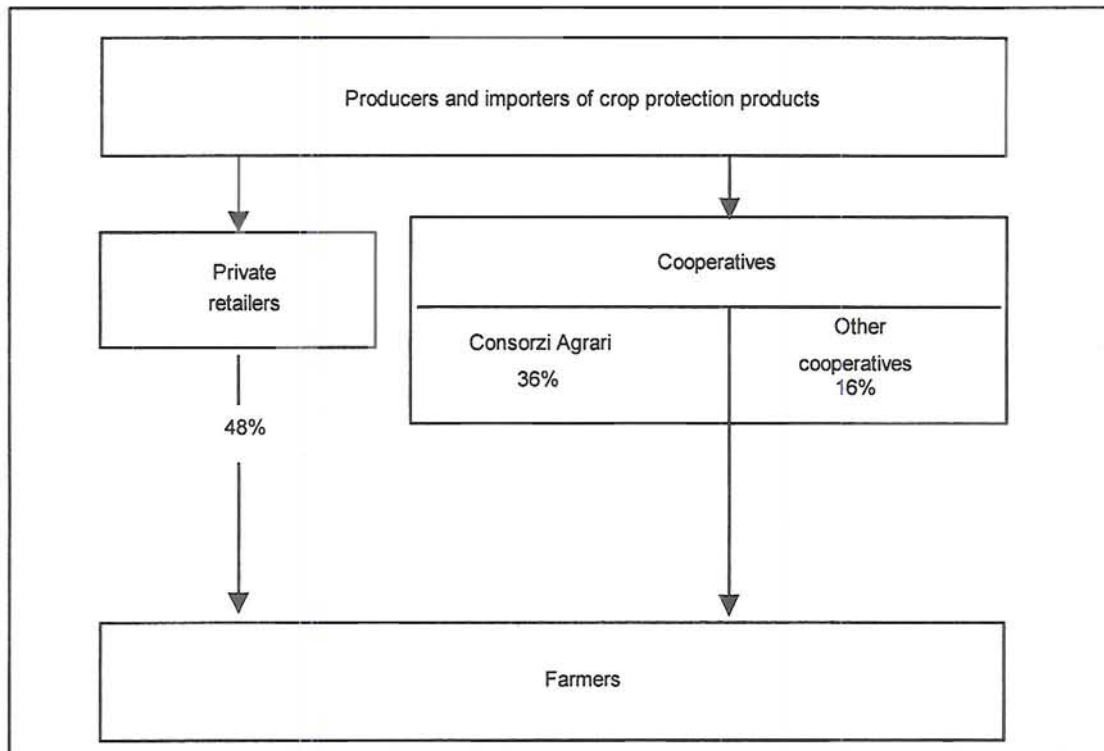 Producers and importers of crop protection products
Private
retailers
Cooperatives
Consorzi Agrari
36%
Other
cooperatives
16%
48%
Farmers